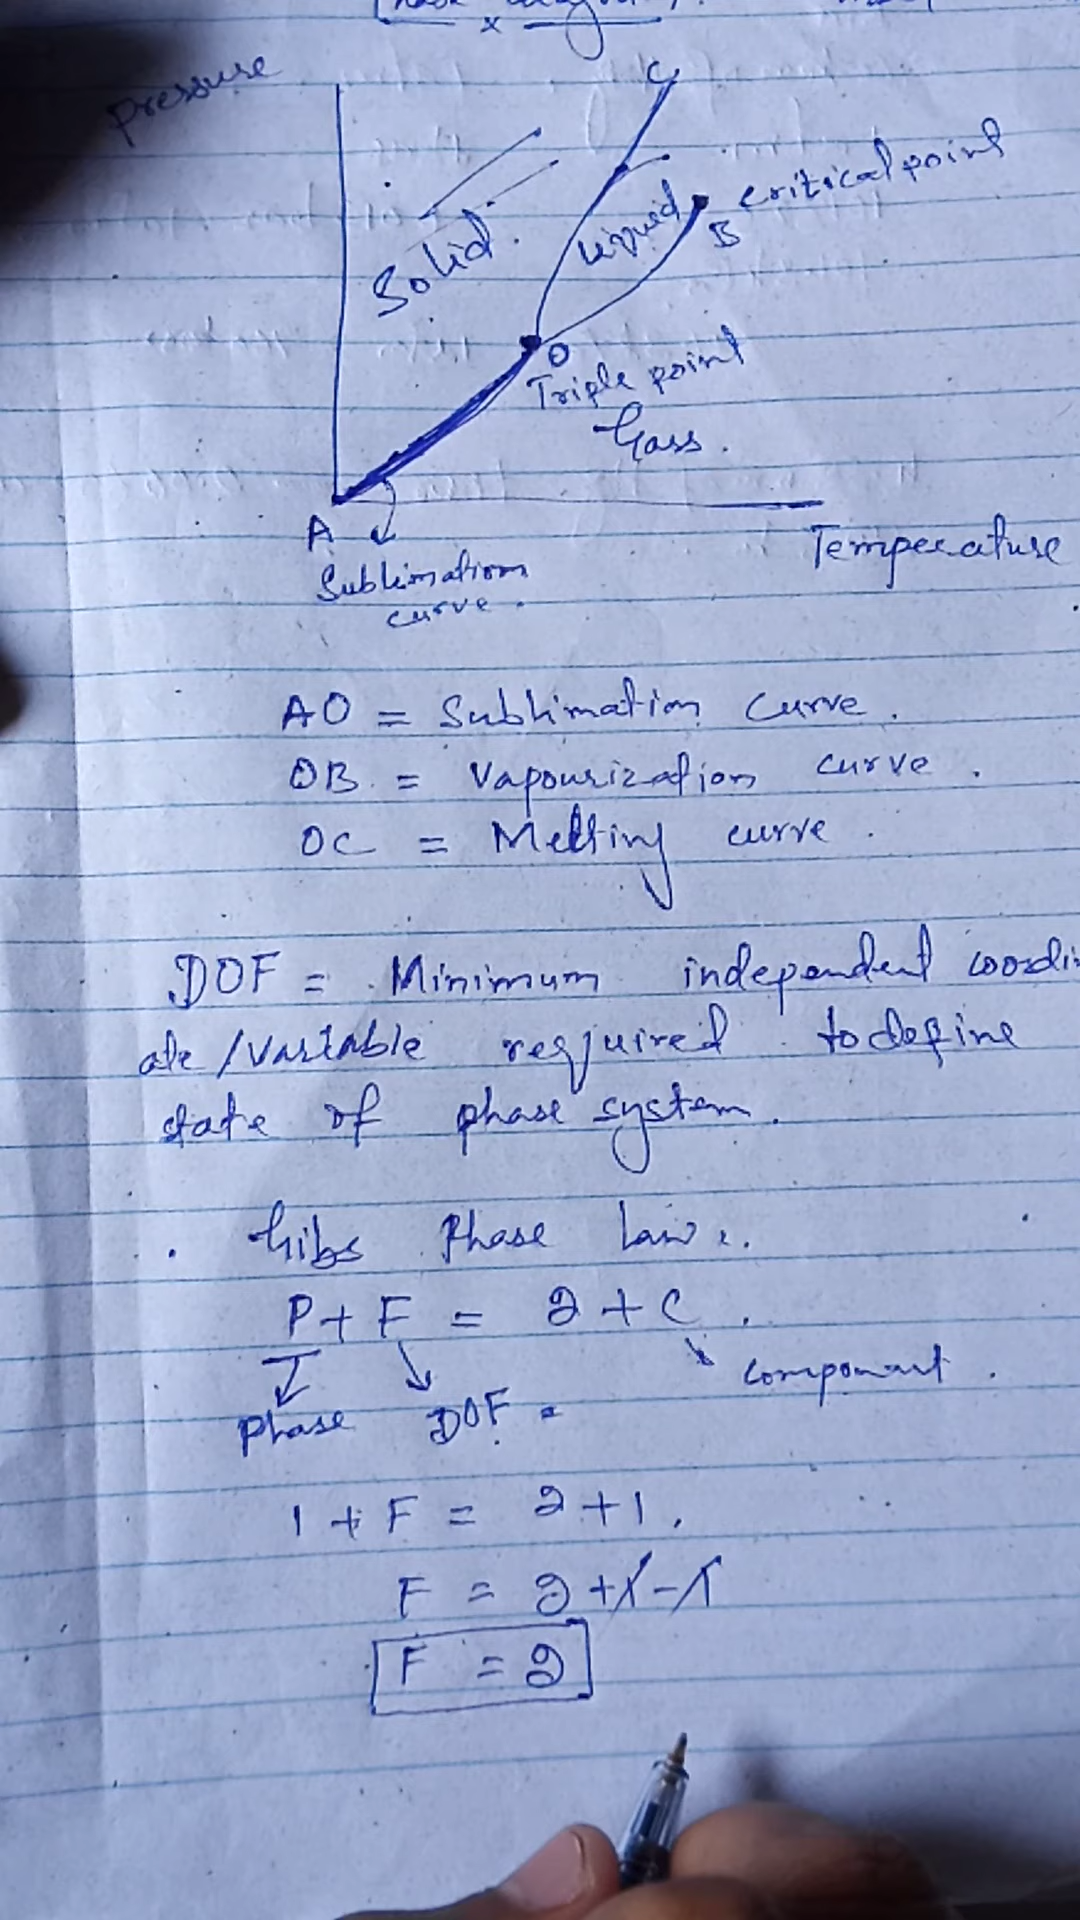 Pressure
C
critical point
B
Liquid
Solid.
O
Triple point
Gass.
A
Temperature
Sublimation
curve.
AO = Sublimation Curve.
OB = Vapourization curve.
OC = Melting curve.
DOF = Minimum independent coordi
ate/variable required to define
state of phase system.
Gibs Phase Law:.
P + F = 2 + C.
component.
Phase DOF.
1 + F = 2 + 1.
F = 2 + 1 - 1
F = 2